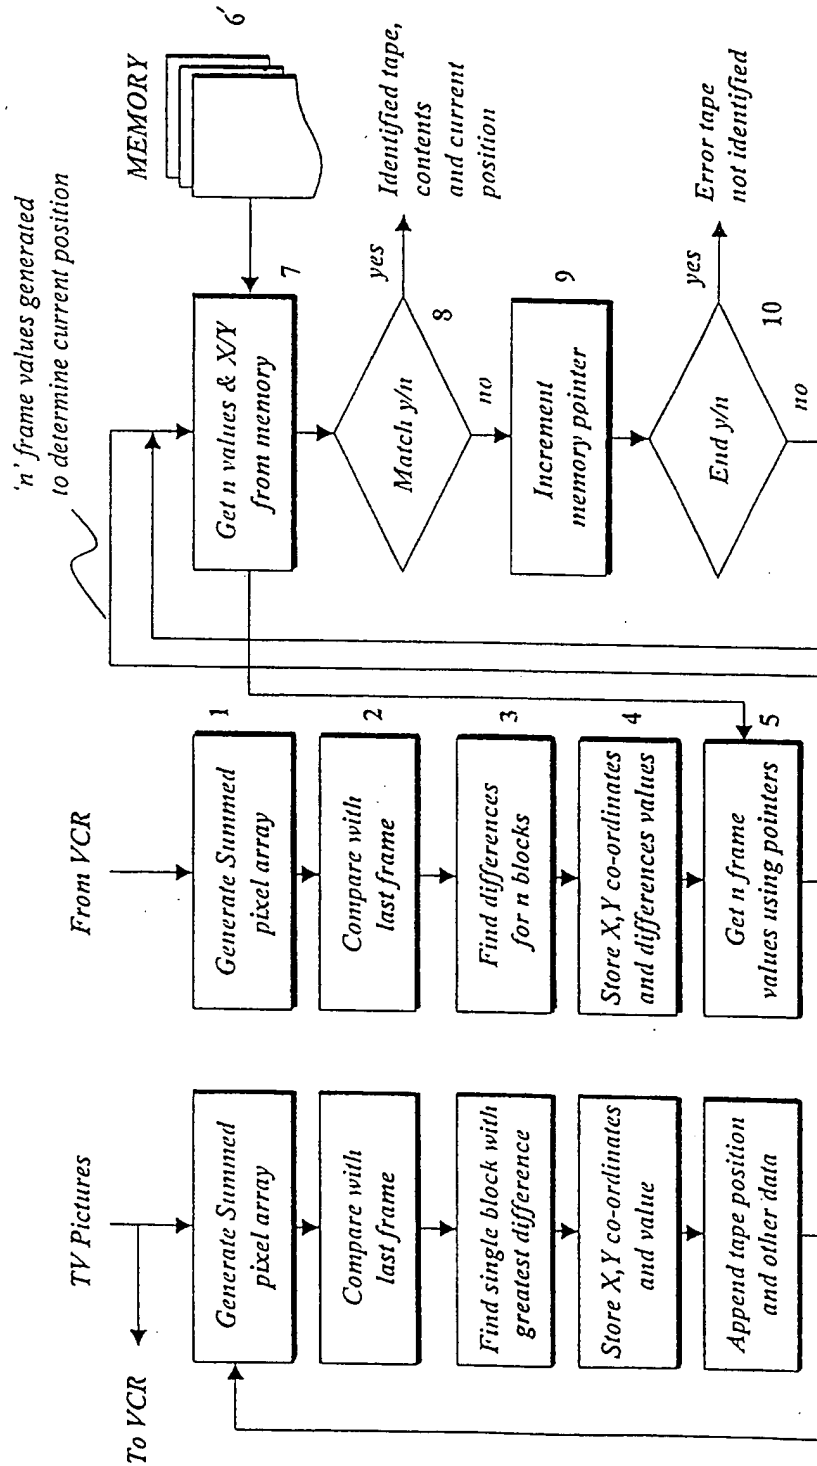 To VCR
TV Pictures
Generate Summed
pixel array
Compare with
last frame
Find single block with
greatest difference
Store X,Y co-ordinates
and value
Append tape position
and other data
From VCR
Generate Summed
pixel array
1
Compare with
last frame
2
Find differences
for n blocks
3
Store X,Y co-ordinates
and differences values
4
Get n frame
values using pointers
5
'n' frame values generated
to determine current position
MEMORY
6'
Get n values & X/Y
from memory
7
Match y/n
8
yes
Identified tape,
contents
and current
position
no
Increment
memory pointer
9
End y/n
10
yes
Error tape
not identified
no